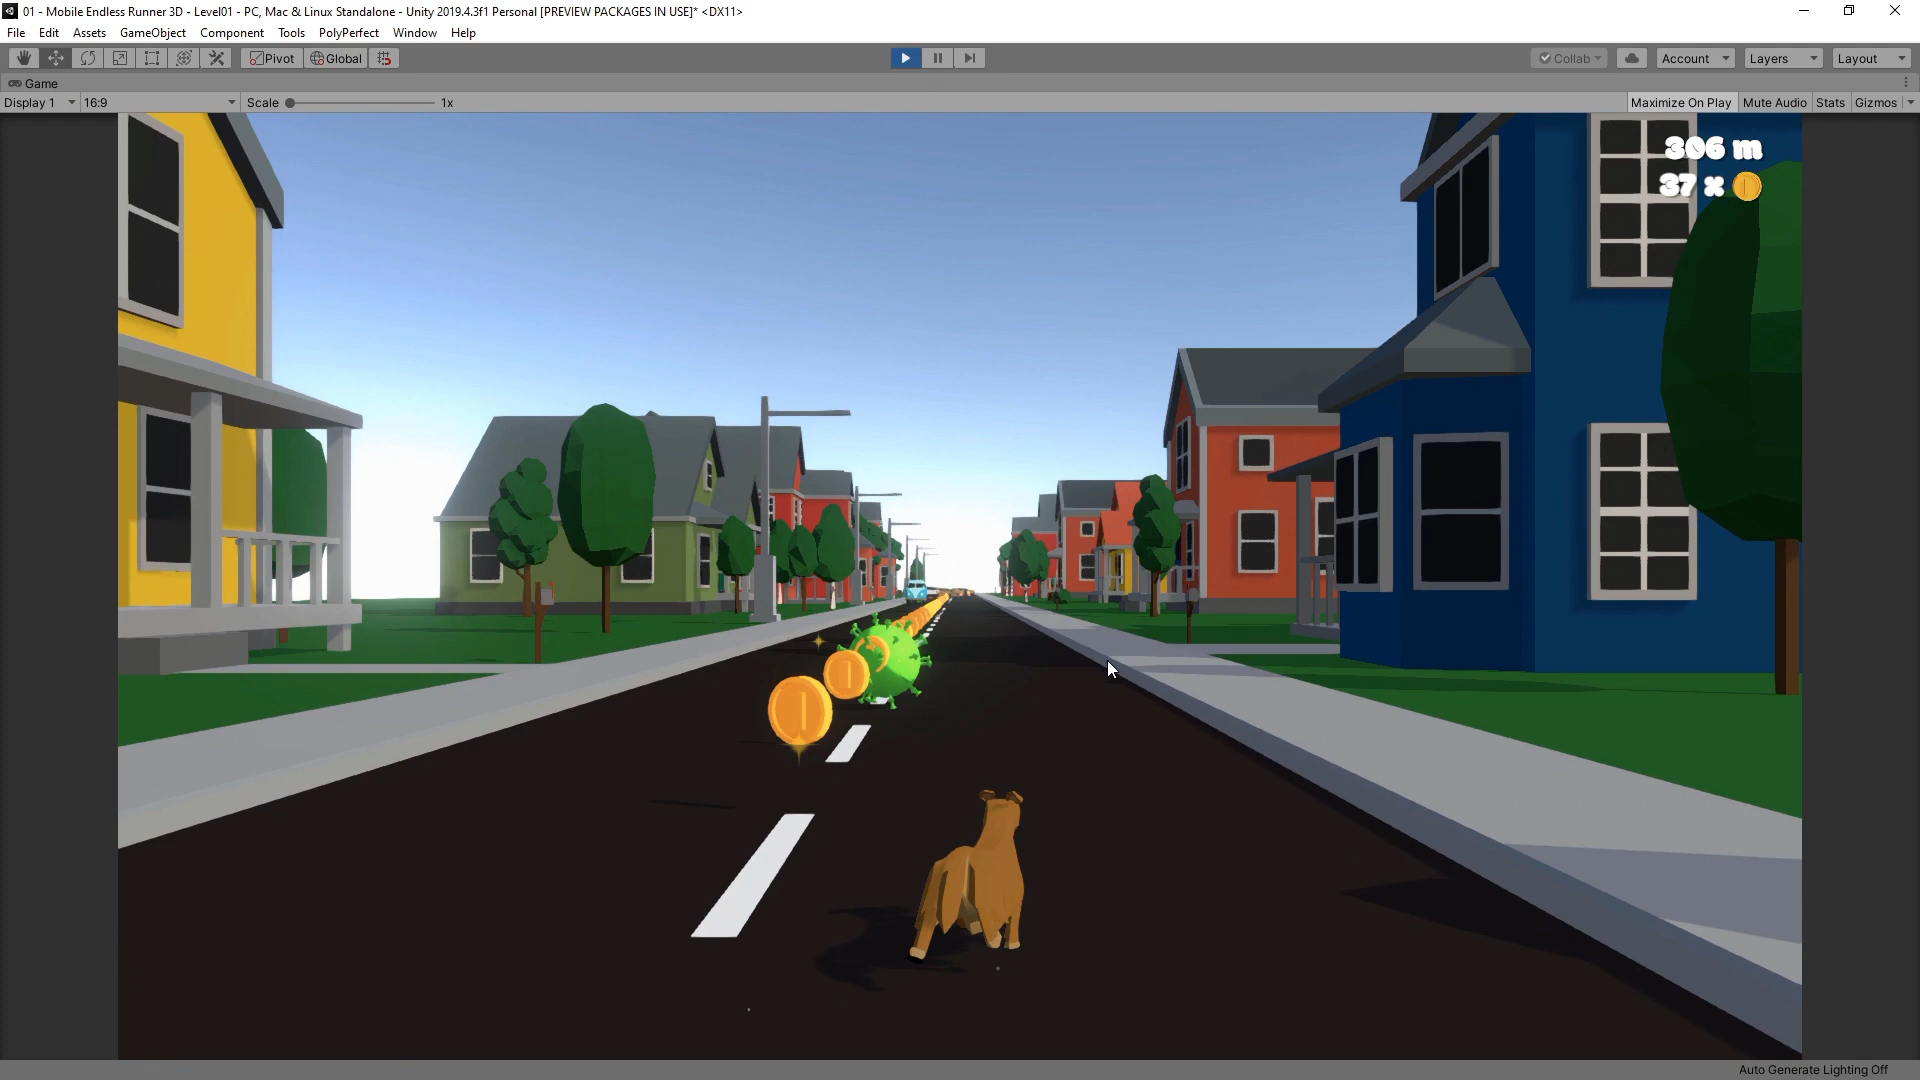 01 - Mobile Endless Runner 3D - Level01 - PC, Mac & Linux Standalone - Unity 2019.4.3f1 Personal [PREVIEW PACKAGES IN USE]* <DX11>
File Edit Assets GameObject Component Tools PolyPerfect Window Help
Pivot Global Collab Account Layers Layout
Game
Display 1 16:9 Scale 1x Maximize On Play Mute Audio Stats Gizmos
306 m
37 x
Auto Generate Lighting Off